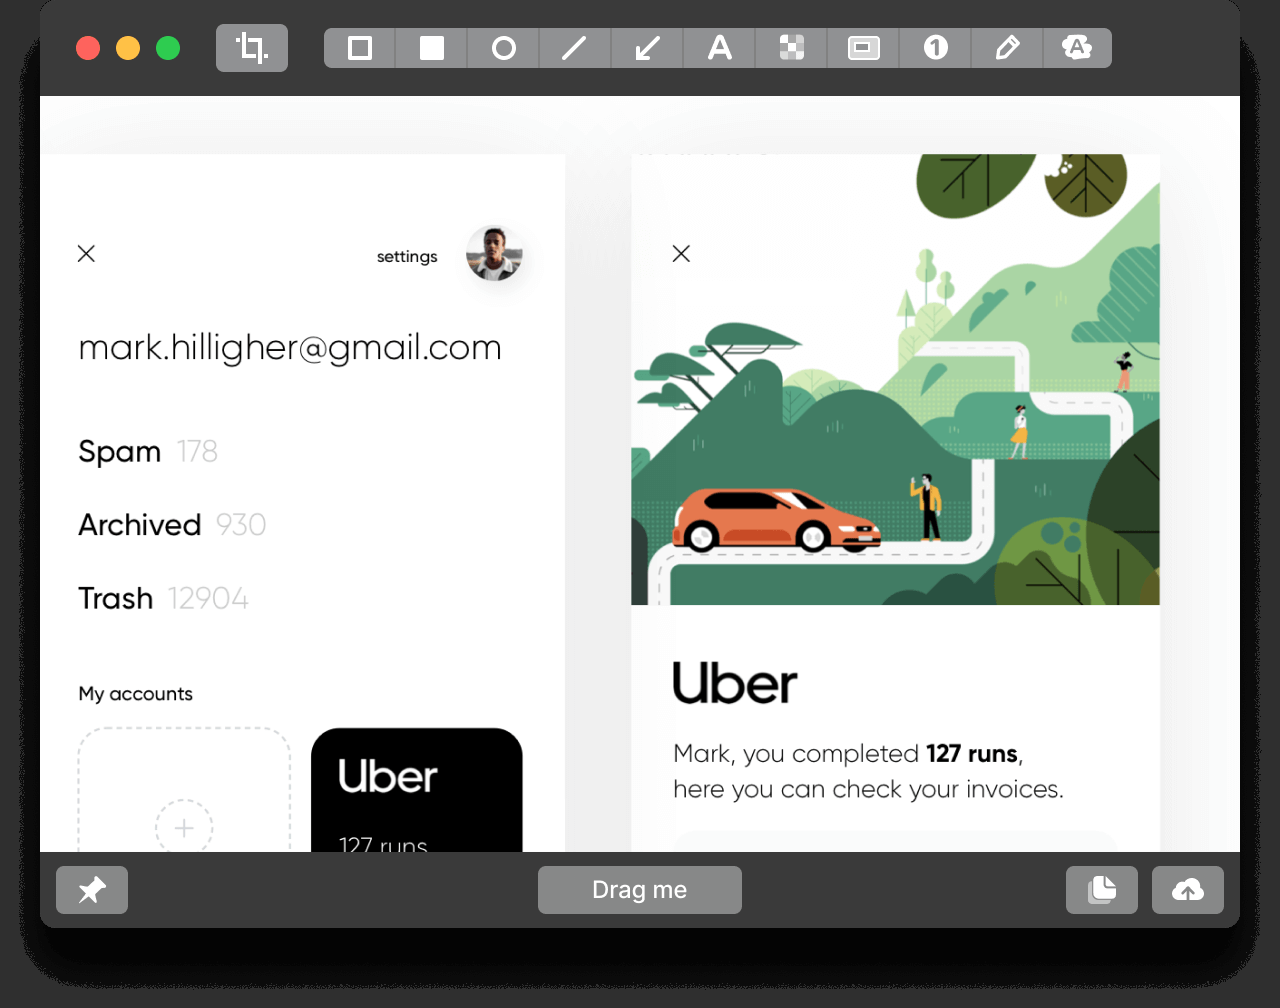 A
1
A
settings
mark.hilligher@gmail.com
Spam 178
Archived 930
Trash 12904
My accounts
Uber
127 runs
Uber
Mark, you completed 127 runs,
here you can check your invoices.
Drag me